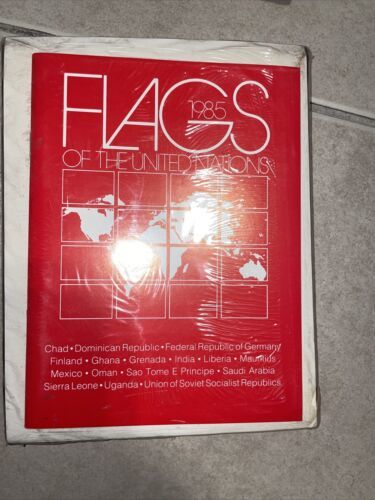 FLAGS
1985
OF THE UNITED NATIONS
Chad • Dominican Republic • Federal Republic of Germany
Finland • Ghana • Grenada • India • Liberia • Mauritius
Mexico • Oman • Sao Tome E Principe • Saudi Arabia
Sierra Leone • Uganda • Union of Soviet Socialist Republics